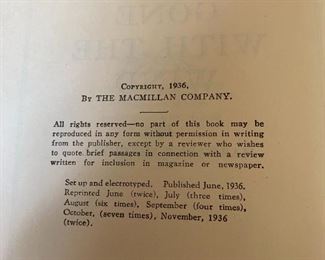 GONE
WITH THE
Copyright, 1936,
By THE MACMILLAN COMPANY.
All rights reserved—no part of this book may be
reproduced in any form without permission in writing
from the publisher, except by a reviewer who wishes
to quote brief passages in connection with a review
written for inclusion in magazine or newspaper.
Set up and electrotyped. Published June, 1936.
Reprinted June (twice), July (three times),
August (six times), September (four times),
October, (seven times), November, 1936
(twice).